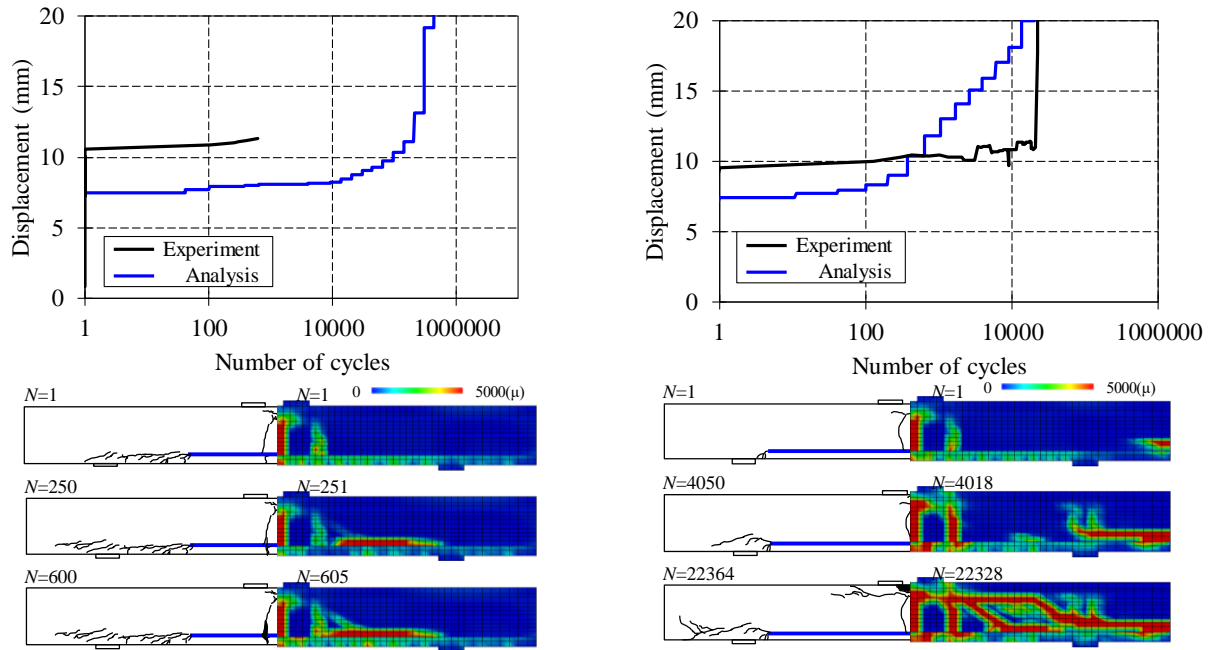 20
15
10
5
0
Displacement (mm)
Experiment
Analysis
1
100
10000
1000000
Number of cycles
N=1
N=1
0
5000(μ)
N=250
N=251
N=600
N=605
20
15
10
5
0
Displacement (mm)
Experiment
Analysis
1
100
10000
1000000
Number of cycles
N=1
N=1
0
5000(μ)
N=4050
N=4018
N=22364
N=22328